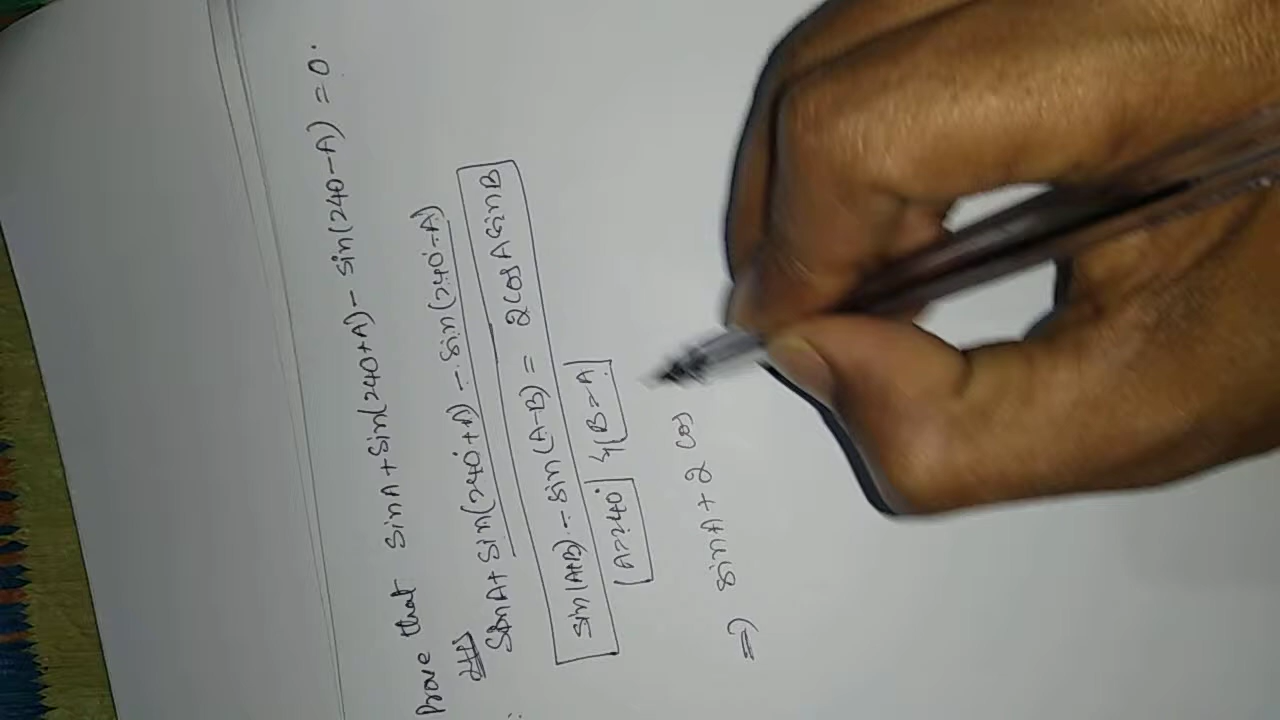 Prove that sinA + sin(240+A) - sin(240-A) = 0.
LHS
: sinA + sin(240°+A) - sin(240°-A)
sin(A+B) - sin(A-B) = 2cosA sinB
A=240° B=A
=) sinA + 2 cos